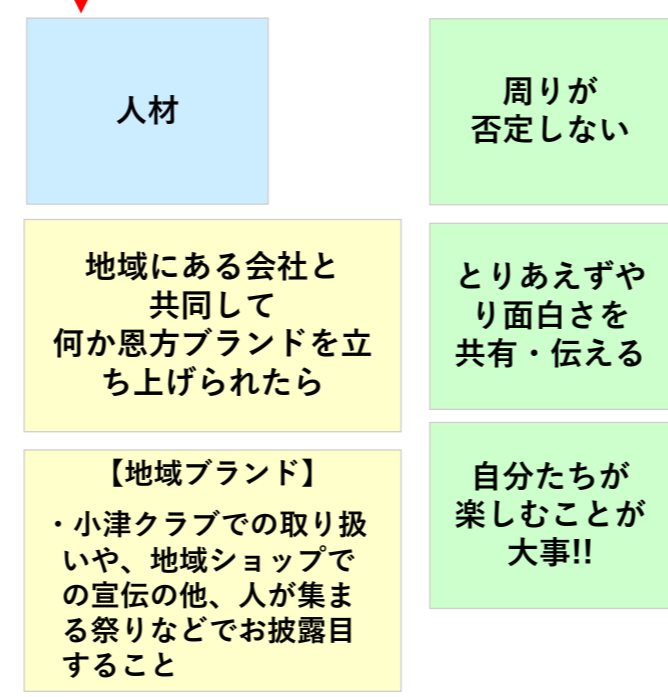 人材
地域にある会社と
共同して
何か恩方ブランドを立
ち上げられたら
【地域ブランド】
・小津クラブでの取り扱
いや、地域ショップで
の宣伝の他、人が集ま
る祭りなどでお披露目
すること
周りが
否定しない
とりあえずや
り面白さを
共有・伝える
自分たちが
楽しむことが
大事!!